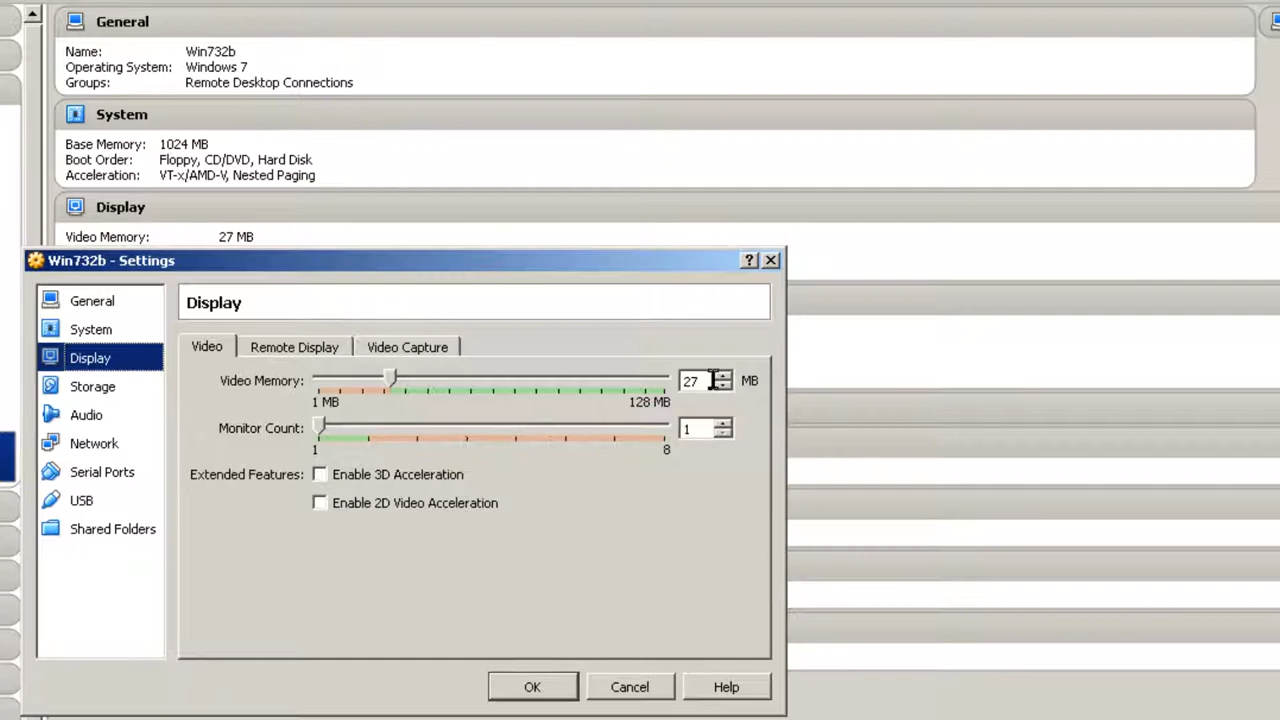 General
Name: Win732b
Operating System: Windows 7
Groups: Remote Desktop Connections
System
Base Memory: 1024 MB
Boot Order: Floppy, CD/DVD, Hard Disk
Acceleration: VT-x/AMD-V, Nested Paging
Display
Video Memory: 27 MB
Win732b - Settings
?
General
System
Display
Storage
Audio
Network
Serial Ports
USB
Shared Folders
Display
Video Remote Display Video Capture
Video Memory: 27 MB
1 MB 128 MB
Monitor Count: 1
1 8
Extended Features: Enable 3D Acceleration
Enable 2D Video Acceleration
OK Cancel Help